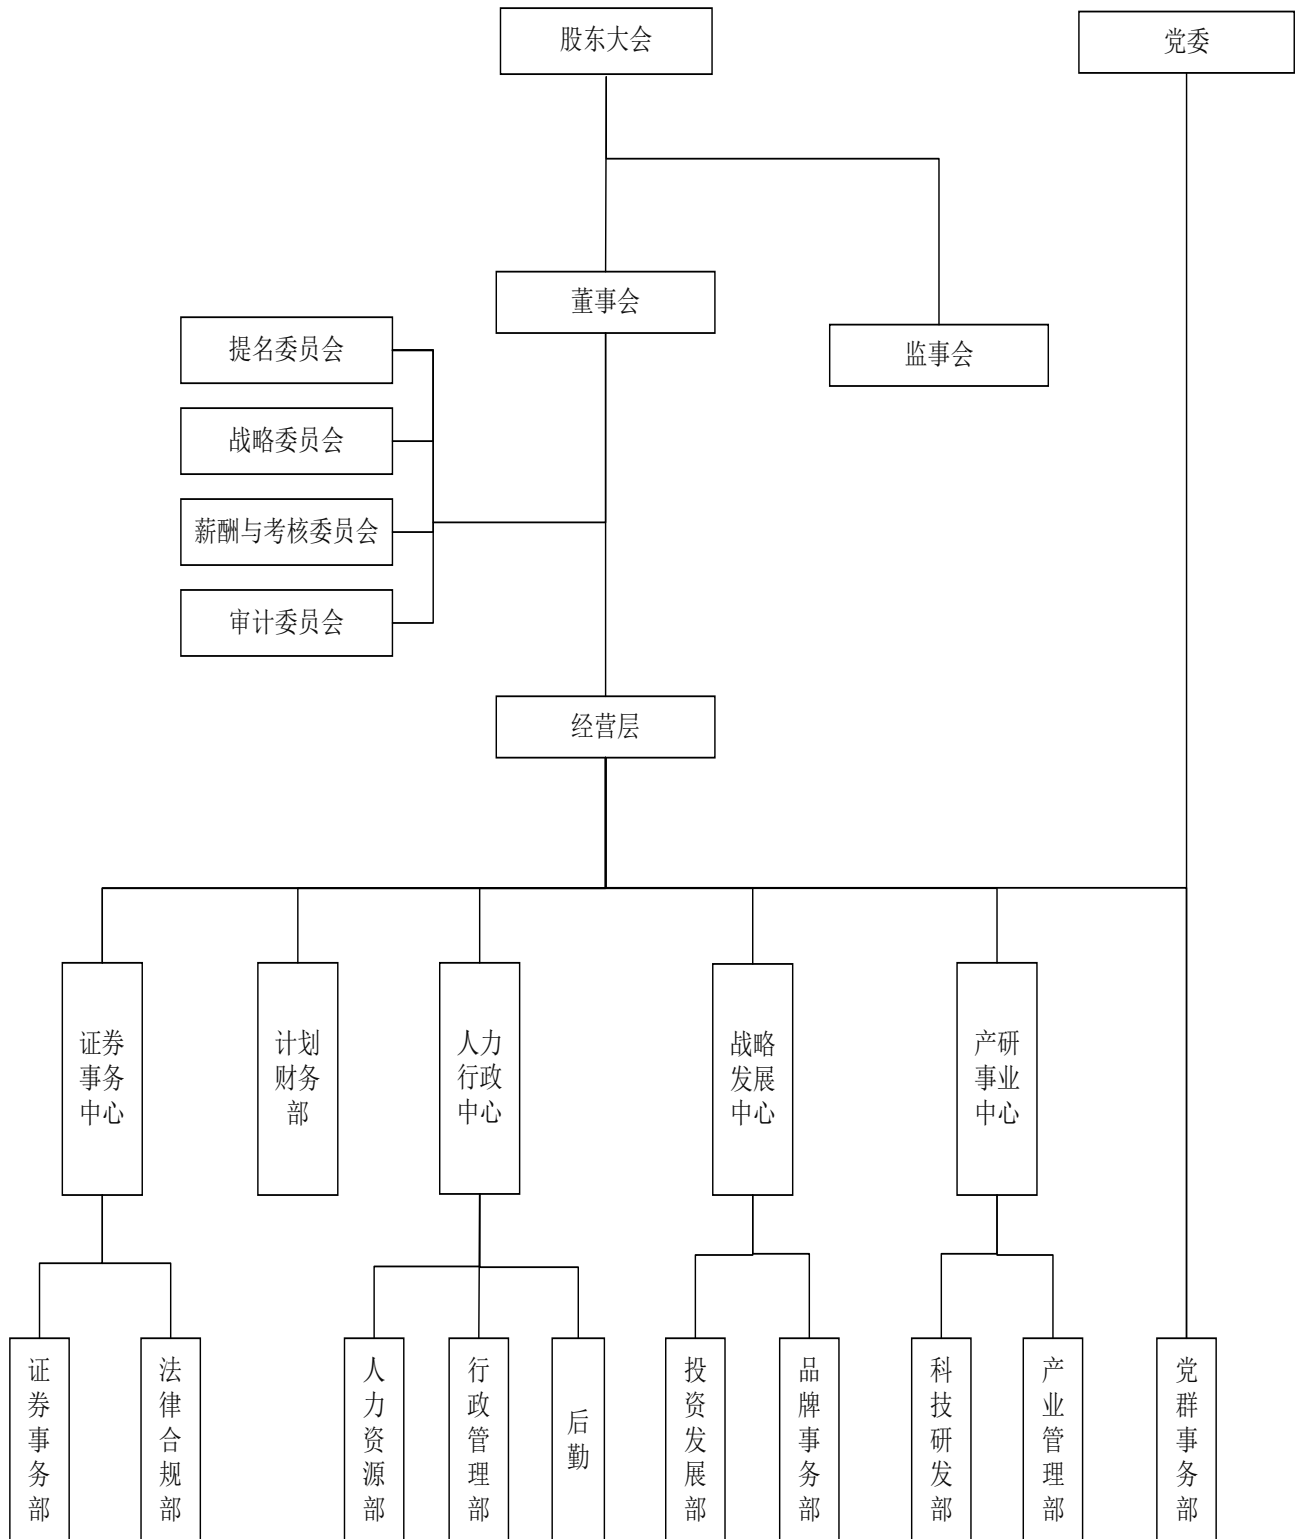 股东大会
党委
董事会
监事会
提名委员会
战略委员会
薪酬与考核委员会
审计委员会
经营层
证券
事务
中心
计划
财务
部
人力
行政
中心
战略
发展
中心
产研
事业
中心
证券事务部
法律合规部
人力资源部
行政管理部
后勤
投资发展部
品牌事务部
科技研发部
产业管理部
党群事务部